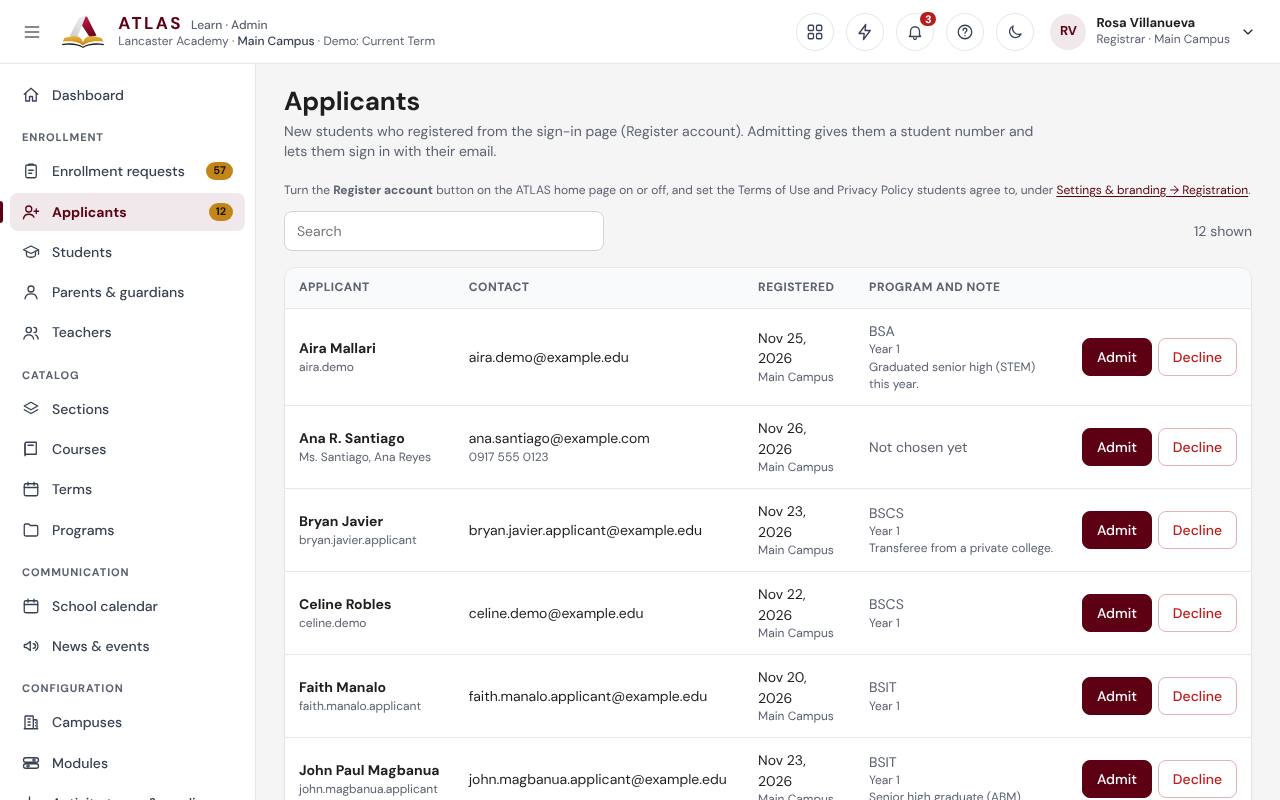 ATLAS Learn · Admin
Lancaster Academy · Main Campus · Demo: Current Term
3
RV
Rosa Villanueva
Registrar · Main Campus
Dashboard
ENROLLMENT
Enrollment requests 57
Applicants 12
Students
Parents & guardians
Teachers
CATALOG
Sections
Courses
Terms
Programs
COMMUNICATION
School calendar
News & events
CONFIGURATION
Campuses
Modules
Applicants
New students who registered from the sign-in page (Register account). Admitting gives them a student number and
lets them sign in with their email.
Turn the Register account button on the ATLAS home page on or off, and set the Terms of Use and Privacy Policy students agree to, under Settings & branding → Registration.
Search
12 shown
APPLICANT CONTACT REGISTERED PROGRAM AND NOTE
Aira Mallari
aira.demo
aira.demo@example.edu
Nov 25,
2026
Main Campus
BSA
Year 1
Graduated senior high (STEM)
this year.
Admit Decline
Ana R. Santiago
Ms. Santiago, Ana Reyes
ana.santiago@example.com
0917 555 0123
Nov 26,
2026
Main Campus
Not chosen yet
Admit Decline
Bryan Javier
bryan.javier.applicant
bryan.javier.applicant@example.edu
Nov 23,
2026
Main Campus
BSCS
Year 1
Transferee from a private college.
Admit Decline
Celine Robles
celine.demo
celine.demo@example.edu
Nov 22,
2026
Main Campus
BSCS
Year 1
Admit Decline
Faith Manalo
faith.manalo.applicant
faith.manalo.applicant@example.edu
Nov 20,
2026
Main Campus
BSIT
Year 1
Admit Decline
John Paul Magbanua
john.magbanua.applicant
john.magbanua.applicant@example.edu
Nov 23,
2026
Main Campus
BSIT
Year 1
Senior high graduate (ABM)
Admit Decline